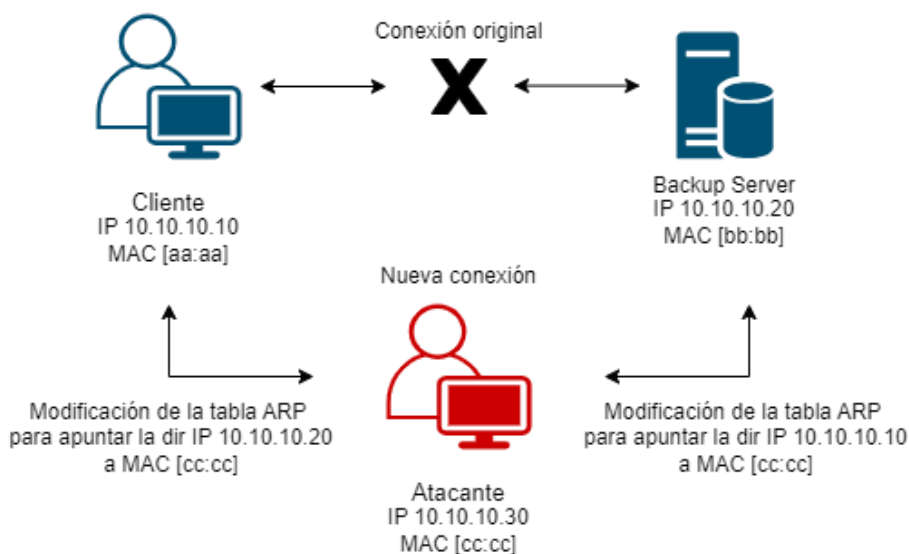 Conexión original
X
Cliente
IP 10.10.10.10
MAC [aa:aa]
Backup Server
IP 10.10.10.20
MAC [bb:bb]
Nueva conexión
Modificación de la tabla ARP
para apuntar la dir IP 10.10.10.20
a MAC [cc:cc]
Modificación de la tabla ARP
para apuntar la dir IP 10.10.10.10
a MAC [cc:cc]
Atacante
IP 10.10.10.30
MAC [cc:cc]